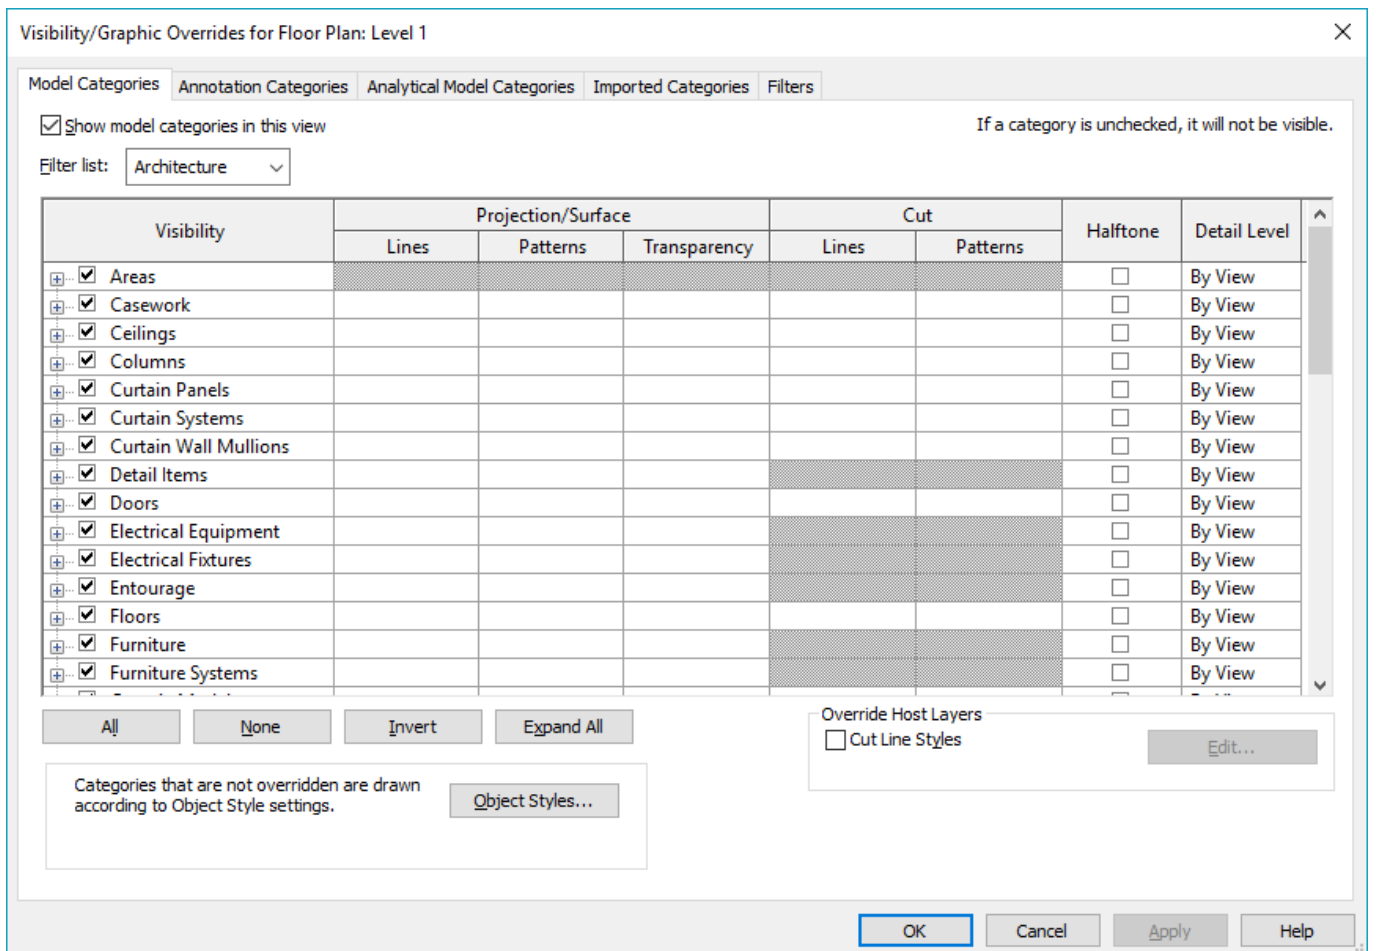 Visibility/Graphic Overrides for Floor Plan: Level 1
Model Categories Annotation Categories Analytical Model Categories Imported Categories Filters
Show model categories in this view If a category is unchecked, it will not be visible.
Filter list: Architecture
Visibility Projection/Surface Cut Halftone Detail Level
Lines Patterns Transparency Lines Patterns
Areas By View
Casework By View
Ceilings By View
Columns By View
Curtain Panels By View
Curtain Systems By View
Curtain Wall Mullions By View
Detail Items By View
Doors By View
Electrical Equipment By View
Electrical Fixtures By View
Entourage By View
Floors By View
Furniture By View
Furniture Systems By View
All None Invert Expand All
Override Host Layers
Cut Line Styles Edit...
Categories that are not overridden are drawn
according to Object Style settings.
Object Styles...
OK Cancel Apply Help